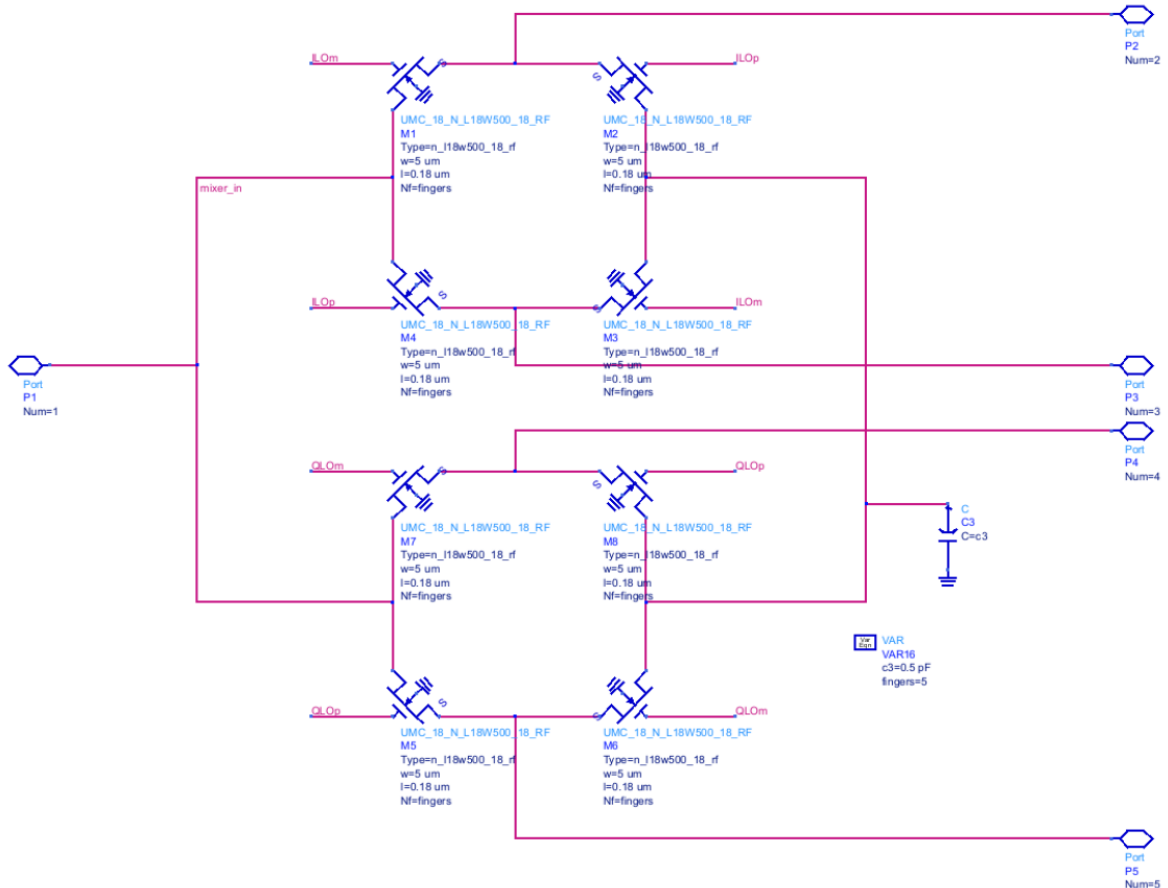 Port
P2
Num=2
ILOm
S
S
ILOp
UMC_18_N_L18W500_18_RF
M1
Type=n_l18w500_18_rf
w=5 um
l=0.18 um
Nf=fingers
UMC_18_N_L18W500_18_RF
M2
Type=n_l18w500_18_rf
w=5 um
l=0.18 um
Nf=fingers
mixer_in
ILOp
S
S
ILOm
UMC_18_N_L18W500_18_RF
M4
Type=n_l18w500_18_rf
w=5 um
l=0.18 um
Nf=fingers
UMC_18_N_L18W500_18_RF
M3
Type=n_l18w500_18_rf
w=5 um
l=0.18 um
Nf=fingers
Port
P1
Num=1
Port
P3
Num=3
Port
P4
Num=4
QLOm
S
S
QLOp
UMC_18_N_L18W500_18_RF
M7
Type=n_l18w500_18_rf
w=5 um
l=0.18 um
Nf=fingers
UMC_18_N_L18W500_18_RF
M8
Type=n_l18w500_18_rf
w=5 um
l=0.18 um
Nf=fingers
C
C3
C=c3
Var
Eqn
VAR
VAR16
c3=0.5 pF
fingers=5
QLOp
S
S
QLOm
UMC_18_N_L18W500_18_RF
M5
Type=n_l18w500_18_rf
w=5 um
l=0.18 um
Nf=fingers
UMC_18_N_L18W500_18_RF
M6
Type=n_l18w500_18_rf
w=5 um
l=0.18 um
Nf=fingers
Port
P5
Num=5